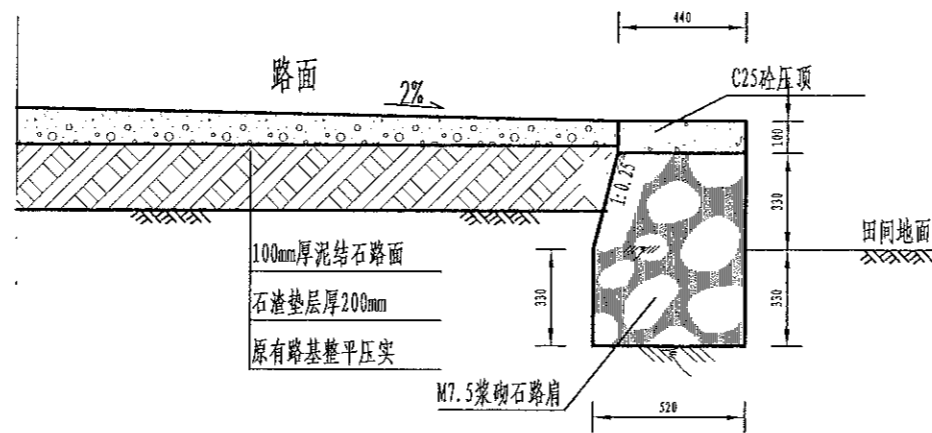 440
路面
C25砼压顶
2%
100
1:0.25
330
田间地面
100mm厚泥结石路面
330
石渣垫层厚200mm
330
原有路基整平压实
M7.5浆砌石路肩
520